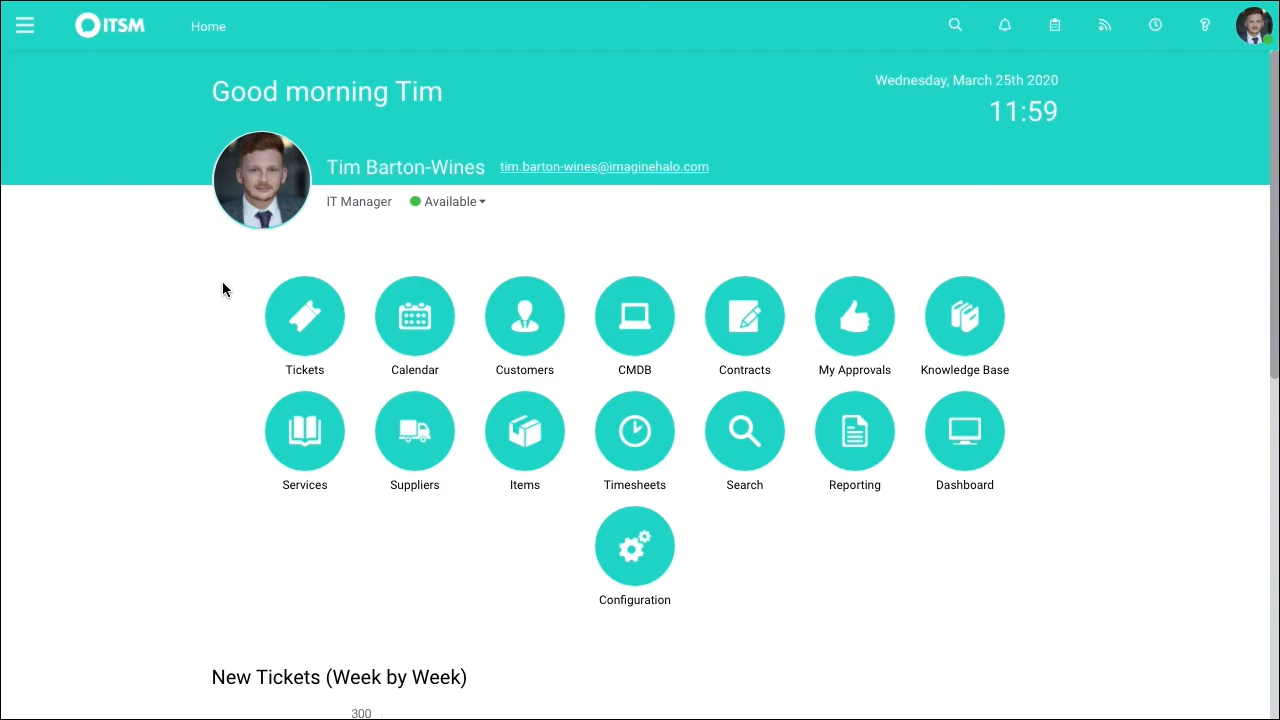 ITSM
Home
Good morning Tim
Wednesday, March 25th 2020
11:59
Tim Barton-Wines
tim.barton-wines@imaginehalo.com
IT Manager
Available
Tickets
Calendar
Customers
CMDB
Contracts
My Approvals
Knowledge Base
Services
Suppliers
Items
Timesheets
Search
Reporting
Dashboard
Configuration
New Tickets (Week by Week)
300